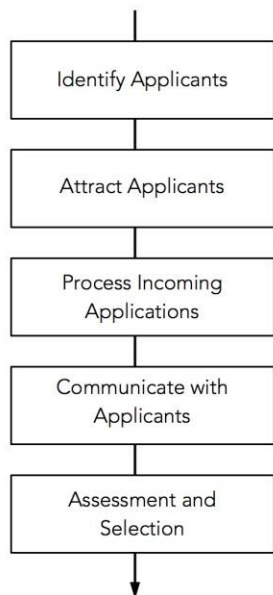 Identify Applicants
Attract Applicants
Process Incoming
Applications
Communicate with
Applicants
Assessment and
Selection